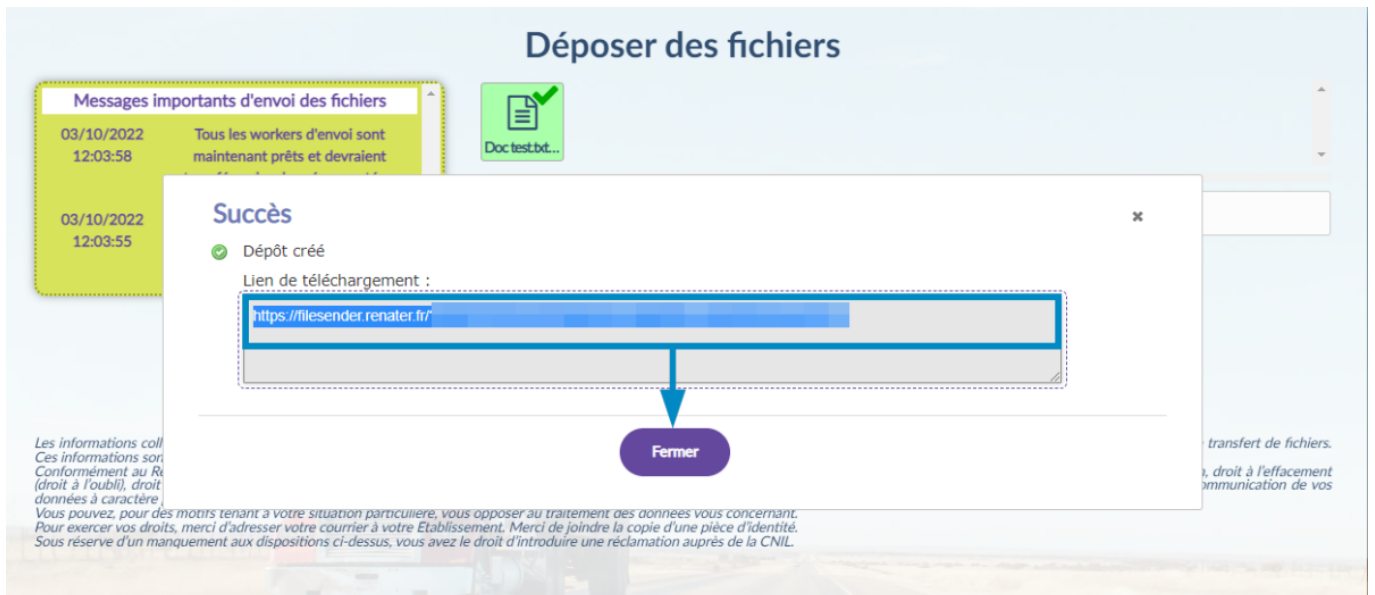 Déposer des fichiers
Messages importants d'envoi des fichiers
03/10/2022
12:03:58
Tous les workers d'envoi sont
maintenant prêts et devraient
03/10/2022
12:03:55
Doc test.txt...
Succès
Dépôt créé
Lien de téléchargement :
https://filesender.renater.fr/
Fermer
Les informations coll
transfert de fichiers.
Ces informations son
Conformément au Re
, droit à l'effacement
(droit à l'oubli), droit
ommunication de vos
données à caractère
Vous pouvez, pour des motifs tenant à votre situation particulière, vous opposer au traitement des données vous concernant.
Pour exercer vos droits, merci d'adresser votre courrier à votre Etablissement. Merci de joindre la copie d'une pièce d'identité.
Sous réserve d'un manquement aux dispositions ci-dessus, vous avez le droit d'introduire une réclamation auprès de la CNIL.